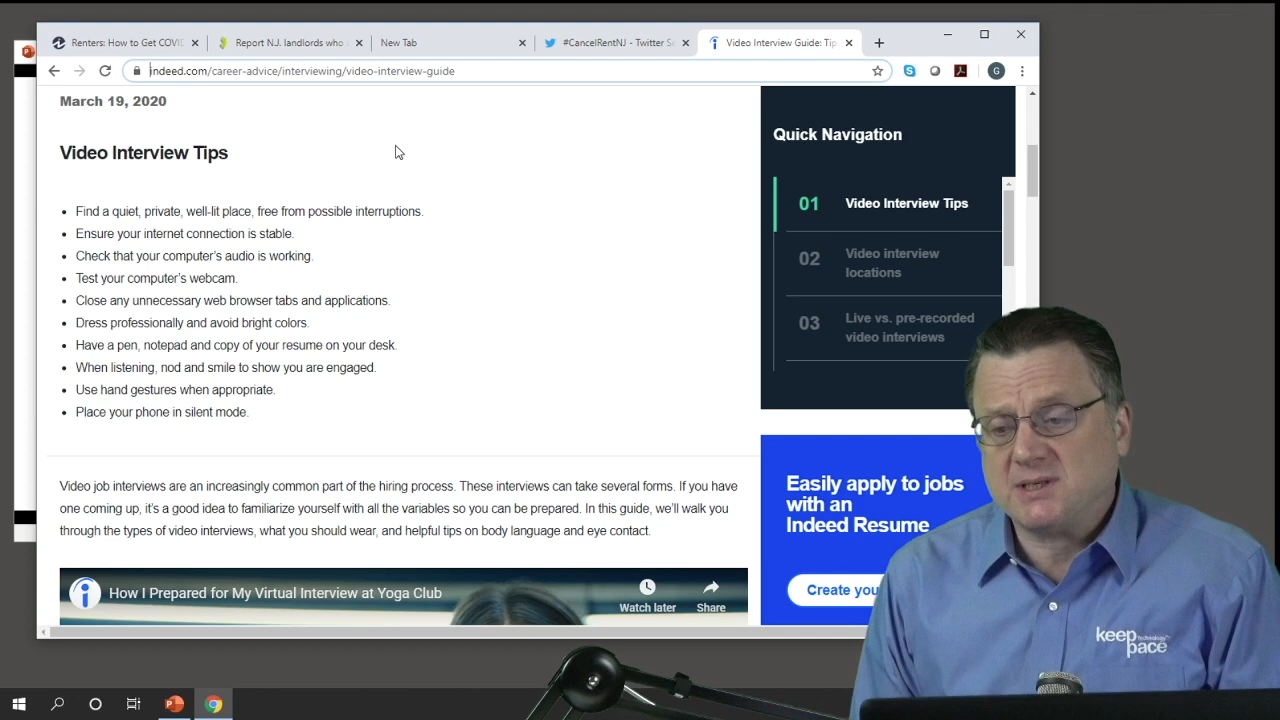 Renters: How to Get COVI
Report N.J. landlords who
New Tab
#CancelRentNJ - Twitter Se
Video Interview Guide: Tip
indeed.com/career-advice/interviewing/video-interview-guide
G
March 19, 2020
Video Interview Tips
• Find a quiet, private, well-lit place, free from possible interruptions.
• Ensure your internet connection is stable.
• Check that your computer’s audio is working.
• Test your computer’s webcam.
• Close any unnecessary web browser tabs and applications.
• Dress professionally and avoid bright colors.
• Have a pen, notepad and copy of your resume on your desk.
• When listening, nod and smile to show you are engaged.
• Use hand gestures when appropriate.
• Place your phone in silent mode.
Video job interviews are an increasingly common part of the hiring process. These interviews can take several forms. If you have
one coming up, it’s a good idea to familiarize yourself with all the variables so you can be prepared. In this guide, we’ll walk you
through the types of video interviews, what you should wear, and helpful tips on body language and eye contact.
How I Prepared for My Virtual Interview at Yoga Club
Watch later
Share
Quick Navigation
01 Video Interview Tips
02 Video interview
locations
03 Live vs. pre-recorded
video interviews
Easily apply to jobs
with an
Indeed Resume
Create you
keep technology
pace